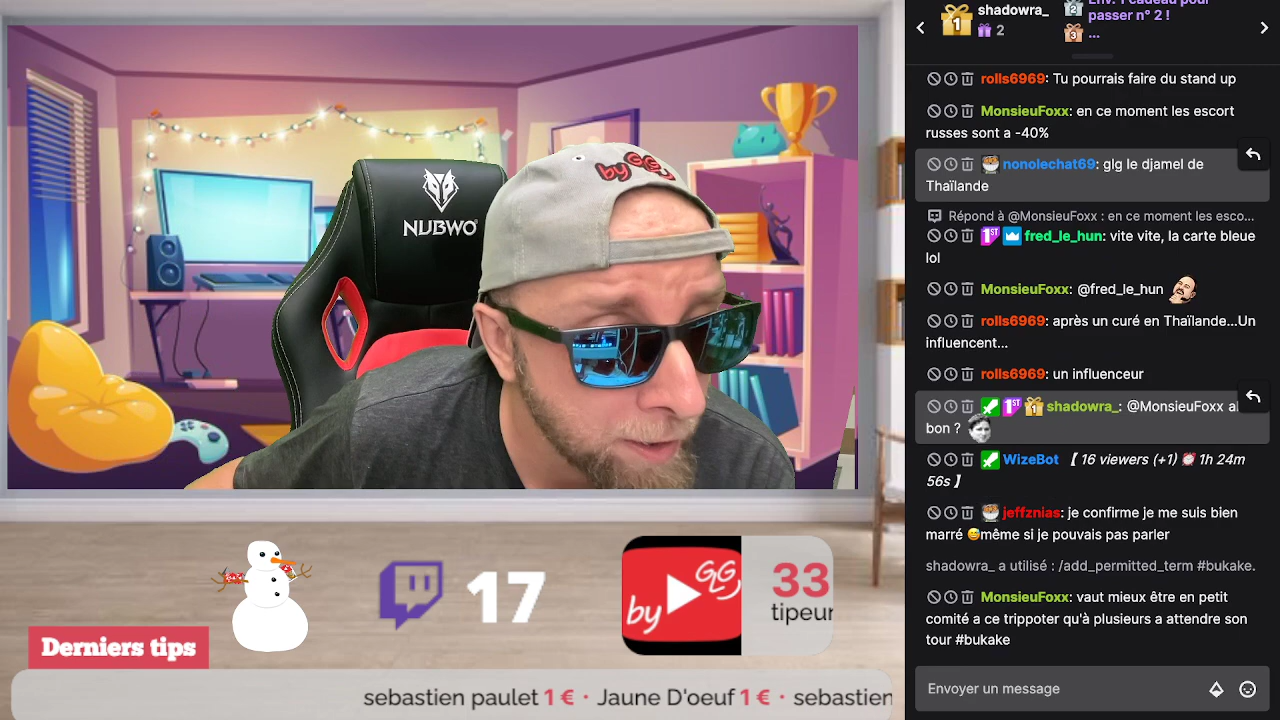 NUBWO
by GG
17
by GG
33
tipeur
Derniers tips
sebastien paulet 1 € · Jaune D'oeuf 1 € · sebastien
1
shadowra_
2
2
passer n° 2 !
3
...
rolls6969: Tu pourrais faire du stand up
MonsieurFoxx: en ce moment les escort
russes sont a -40%
nonolechat69: glg le djamel de
Thaïlande
Répond à @MonsieuFoxx : en ce moment les esco...
1ST fred_le_hun: vite vite, la carte bleue
lol
MonsieuFoxx: @fred_le_hun
rolls6969: après un curé en Thaïlande...Un
influencent...
rolls6969: un influenceur
1ST 1 shadowra_: @MonsieuFoxx a
bon ?
WizeBot 【 16 viewers (+1) ⏰ 1h 24m
56s 】
jeffznias: je confirme je me suis bien
marré 😅même si je pouvais pas parler
shadowra_ a utilisé : /add_permitted_term #bukake.
MonsieuFoxx: vaut mieux être en petit
comité a ce trippoter qu'à plusieurs a attendre son
tour #bukake
Envoyer un message